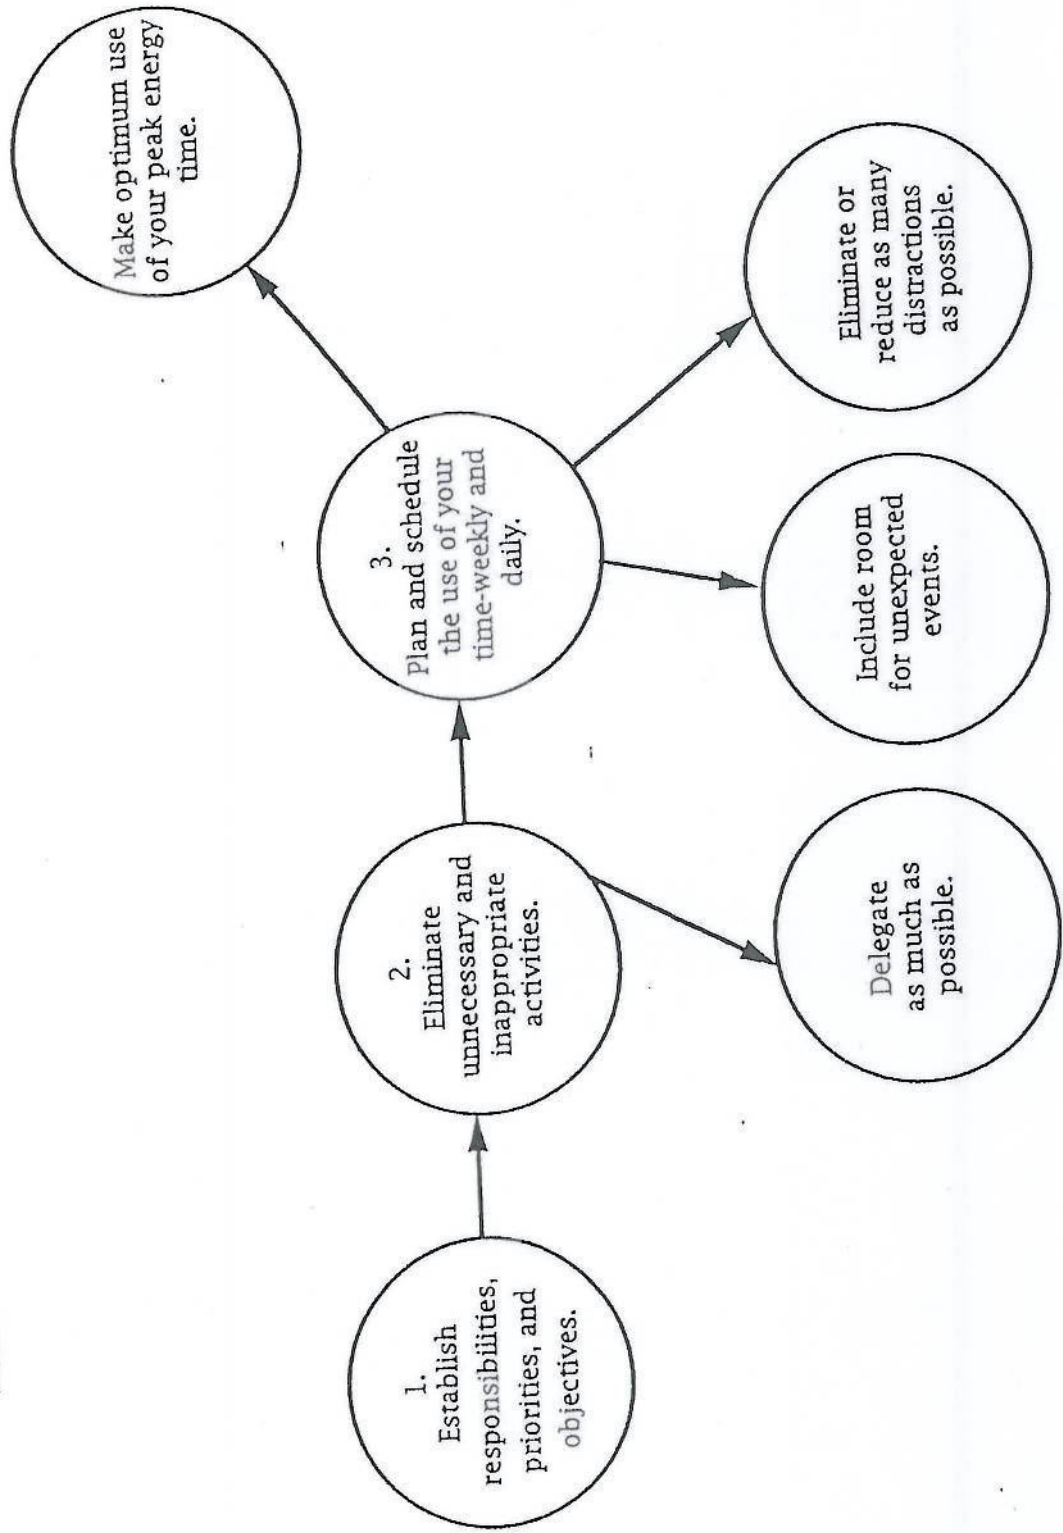 1.
Establish
responsibilities,
priorities, and
objectives.
2.
Eliminate
unnecessary and
inappropriate
activities.
Delegate
as much as
possible.
3.
Plan and schedule
the use of your
time-weekly and
daily.
Make optimum use
of your peak energy
time.
Include room
for unexpected
events.
Eliminate or
reduce as many
distractions
as possible.